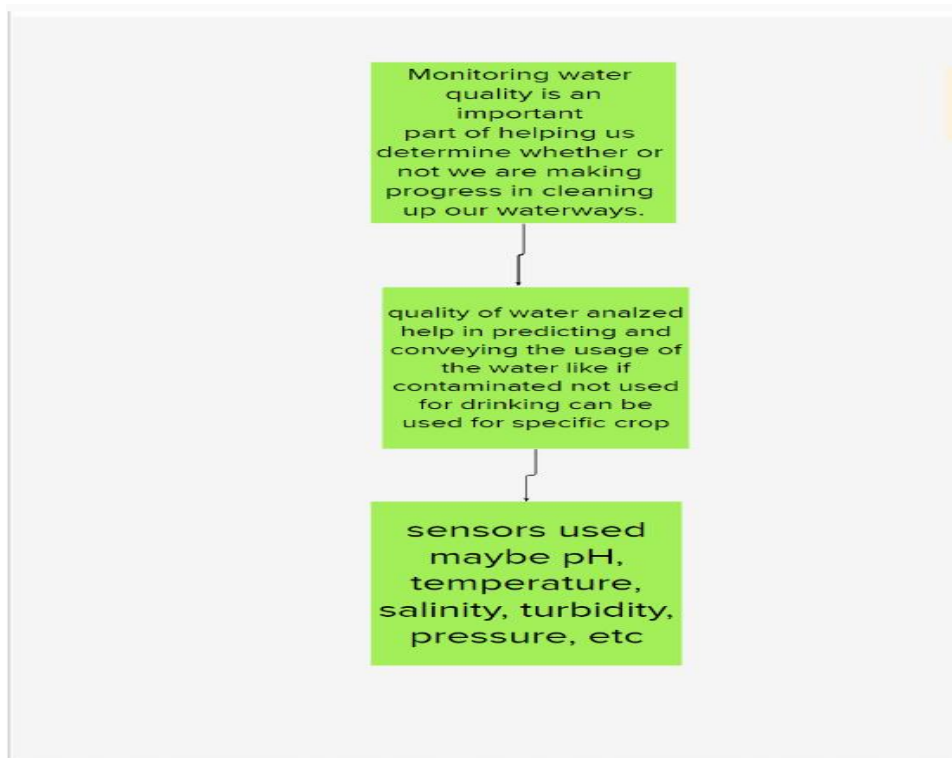 Monitoring water
quality is an
important
part of helping us
determine whether or
not we are making
progress in cleaning
up our waterways.
quality of water analzed
help in predicting and
conveying the usage of
the water like if
contaminated not used
for drinking can be
used for specific crop
sensors used
maybe pH,
temperature,
salinity, turbidity,
pressure, etc